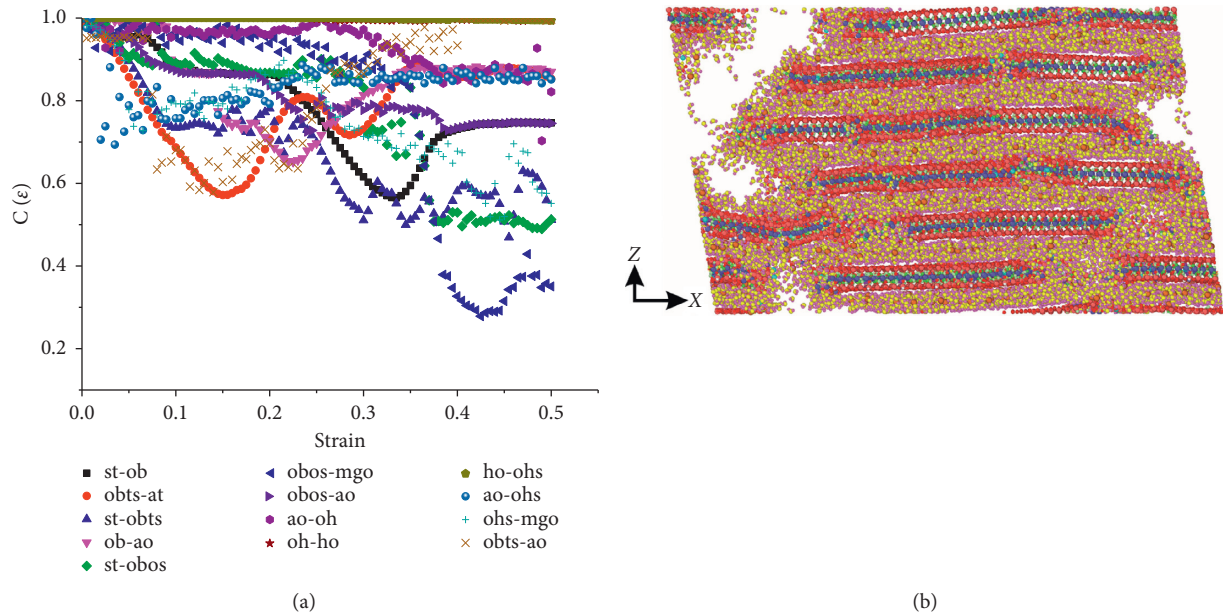 1.0
0.8
0.6
0.4
0.2
C (ε)
0.0 0.1 0.2 0.3 0.4 0.5
Strain
st-ob
obts-at
st-obts
ob-ao
st-obos
obos-mgo
obos-ao
ao-oh
oh-ho
ho-ohs
ao-ohs
ohs-mgo
obts-ao
(a)
Z
X
(b)